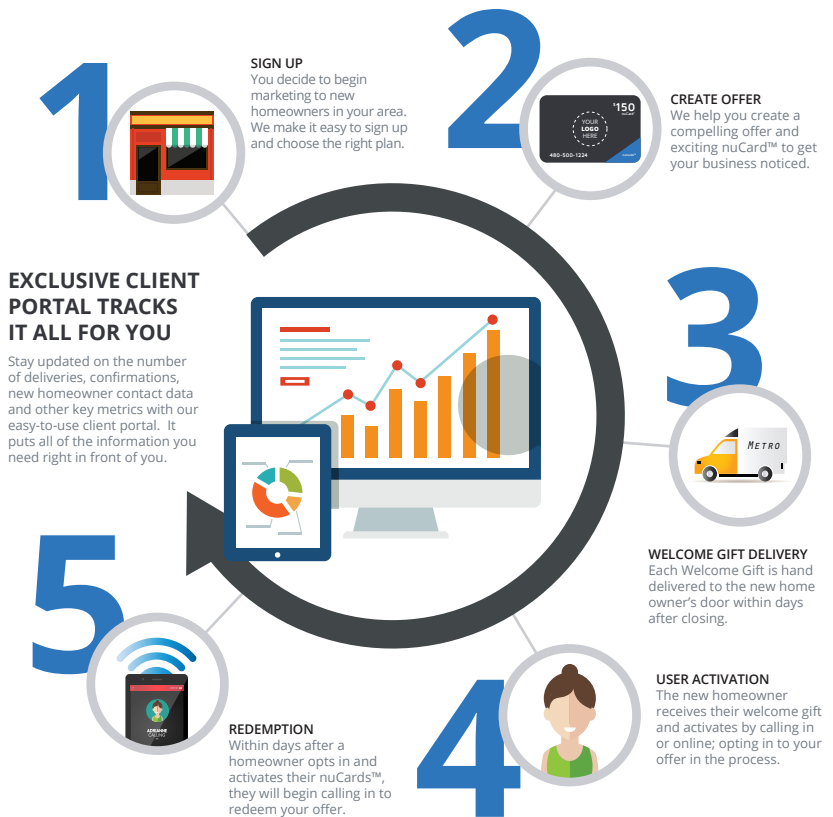 1
SIGN UP
You decide to begin
marketing to new
homeowners in your area.
We make it easy to sign up
and choose the right plan.
2
$150
nuCard™
YOUR
LOGO
HERE
480-500-1224
CREATE OFFER
We help you create a
compelling offer and
exciting nuCard™ to get
your business noticed.
EXCLUSIVE CLIENT
PORTAL TRACKS
IT ALL FOR YOU
Stay updated on the number
of deliveries, confirmations,
new homeowner contact data
and other key metrics with our
easy-to-use client portal.  It
puts all of the information you
need right in front of you.
3
METRO
WELCOME GIFT DELIVERY
Each Welcome Gift is hand
delivered to the new home
owner's door within days
after closing.
4
USER ACTIVATION
The new homeowner
receives their welcome gift
and activates by calling in
or online; opting in to your
offer in the process.
5
ADRIANNE
CALLING
REDEMPTION
Within days after a
homeowner opts in and
activates their nuCards™,
they will begin calling in to
redeem your offer.